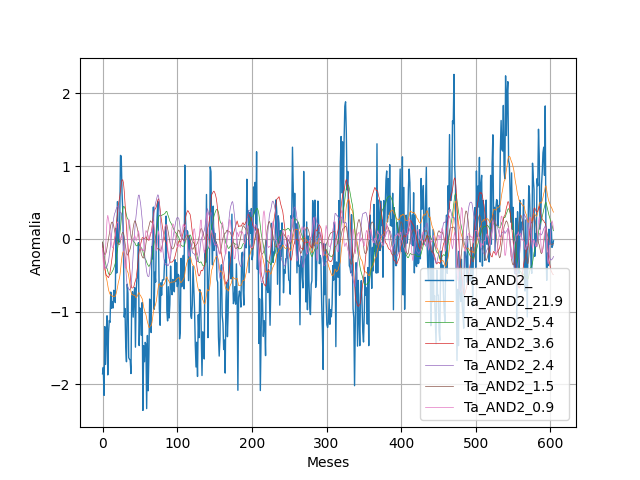 2
1
0
−1
−2
Anomalia
0 100 200 300 400 500 600
Meses
Ta_AND2_
Ta_AND2_21.9
Ta_AND2_5.4
Ta_AND2_3.6
Ta_AND2_2.4
Ta_AND2_1.5
Ta_AND2_0.9